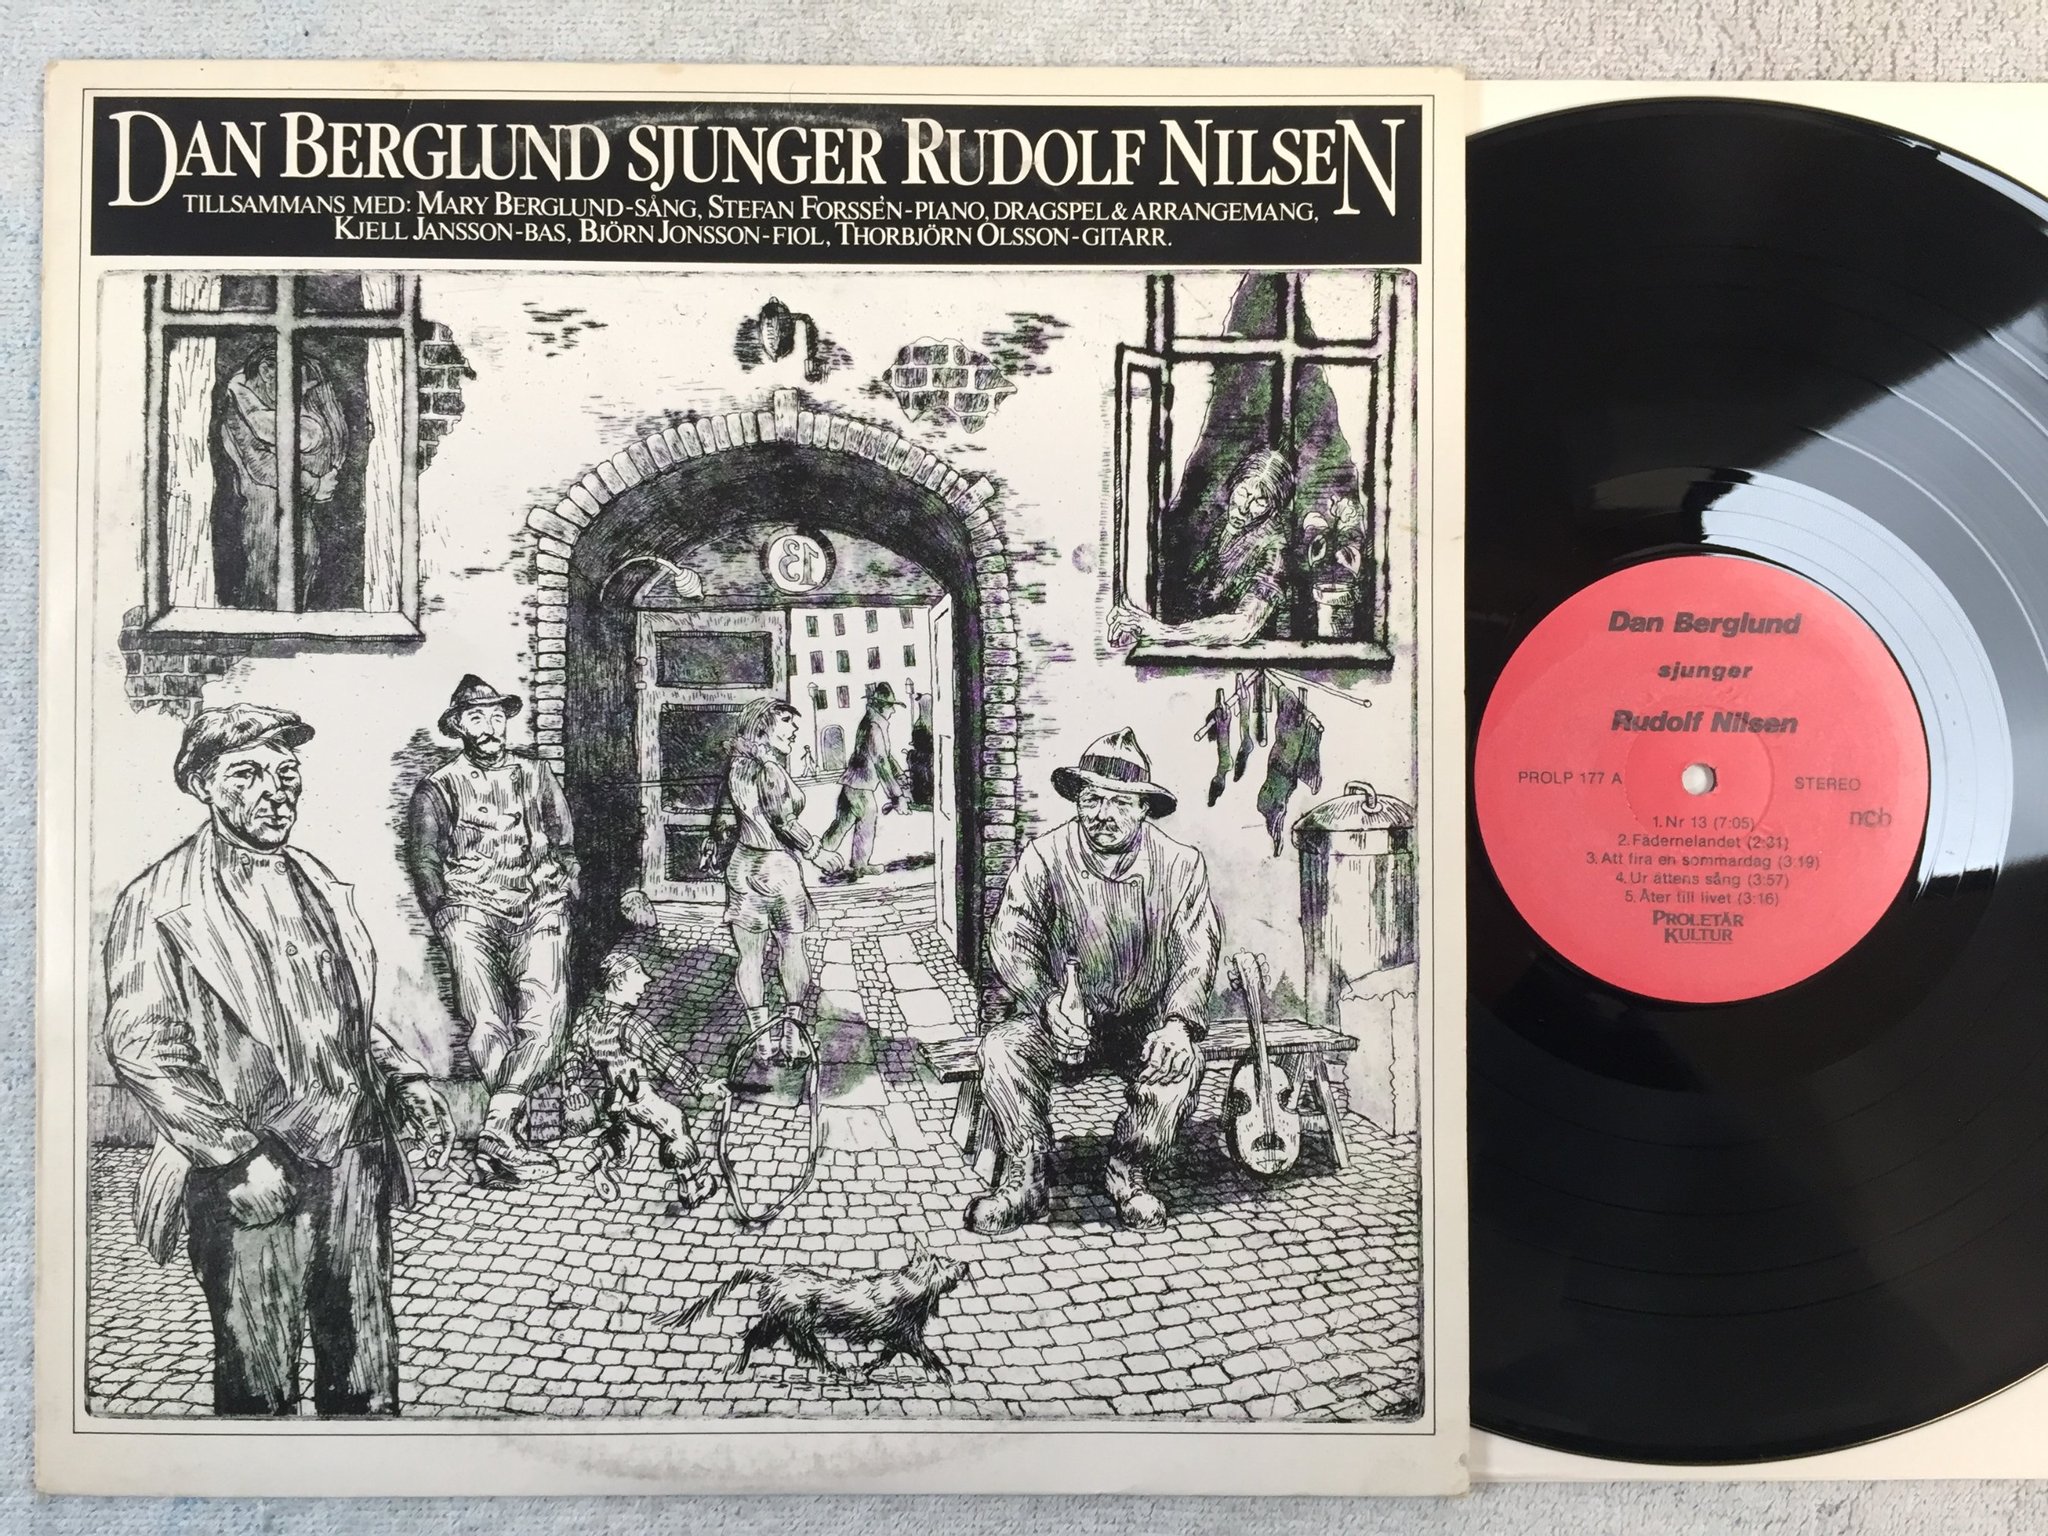 DAN BERGLUND SJUNGER RUDOLF NILSEN
TILLSAMMANS MED: MARY BERGLUND-SÅNG, STEFAN FORSSÉN-PIANO, DRAGSPEL & ARRANGEMANG,
KJELL JANSSON-BAS, BJÖRN JONSSON-FIOL, THORBJÖRN OLSSON-GITARR.
13
Dan Berglund
sjunger
Rudolf Nilsen
PROLP 177 A
STEREO
ncb
1. Nr 13 (7:05)
2. Fädernelandet (2:31)
3. Att fira en sommardag (3:19)
4. Ur ättens sång (3:57)
5. Åter till livet (3:16)
PROLETÄR
KULTUR